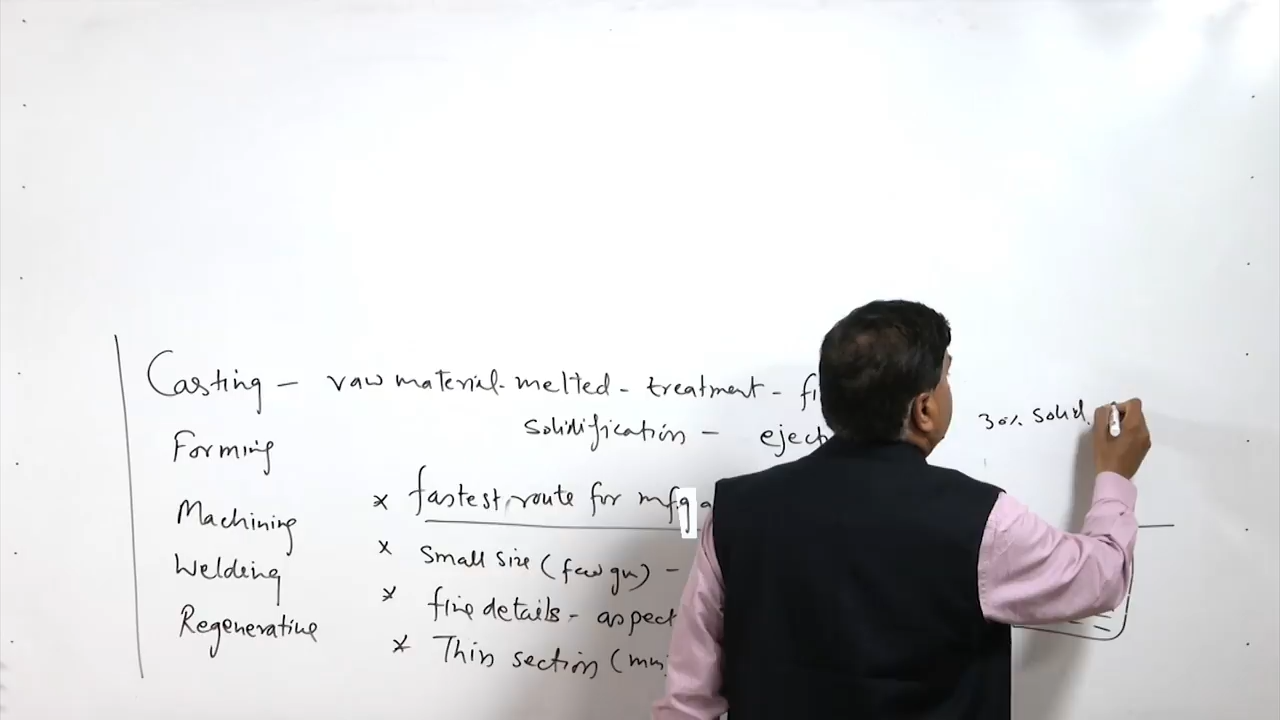 Casting - raw material - melted - treatment -
30% solid
Forming
solidification - eject
Machining
* fastest route for mfg
Welding
* small size (few gm) -
* fine details - aspect
Regenerative
* Thin section (mm